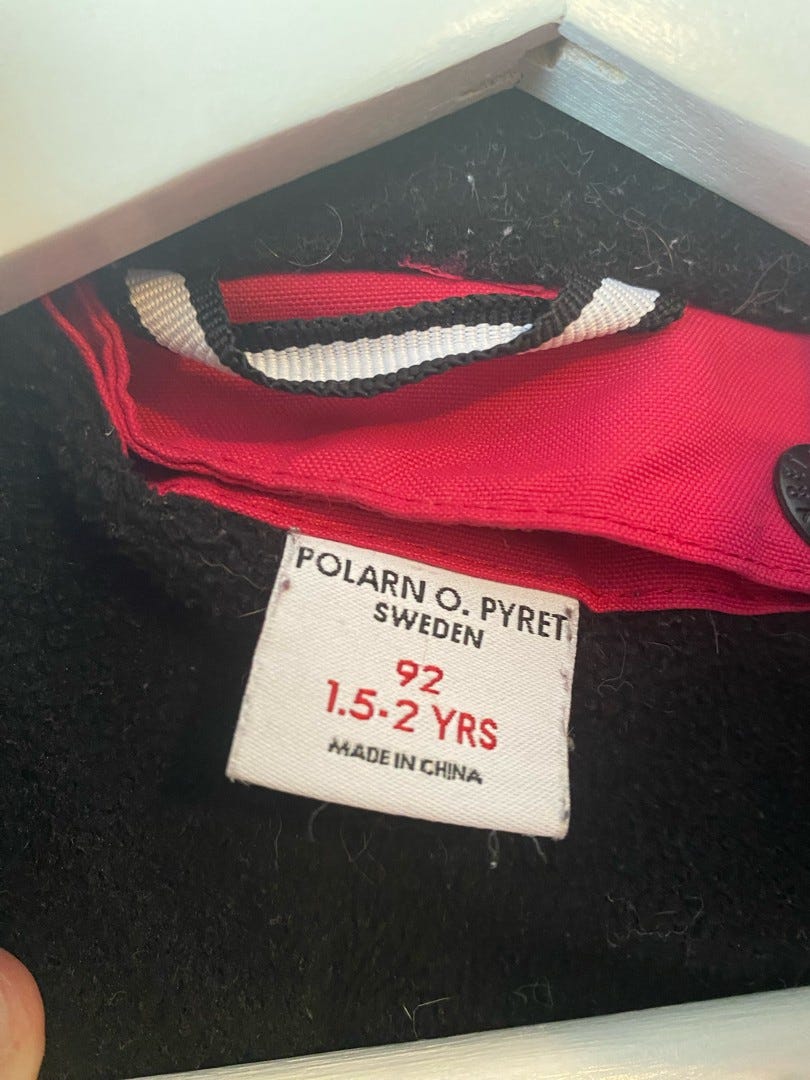 POLARN O. PYRET
SWEDEN
92
1.5-2 YRS
MADE IN CHINA